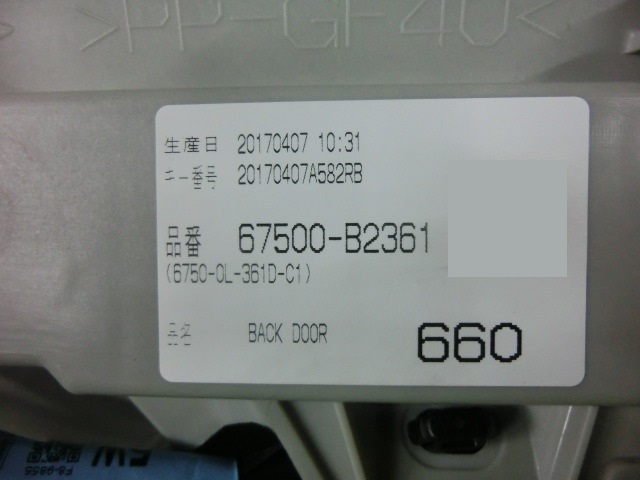 >PP-GF40<
生産日 20170407 10:31
キー番号 20170407A582RB
品番 67500-B2361
(6750-0L-361D-C1)
品名 BACK DOOR
660